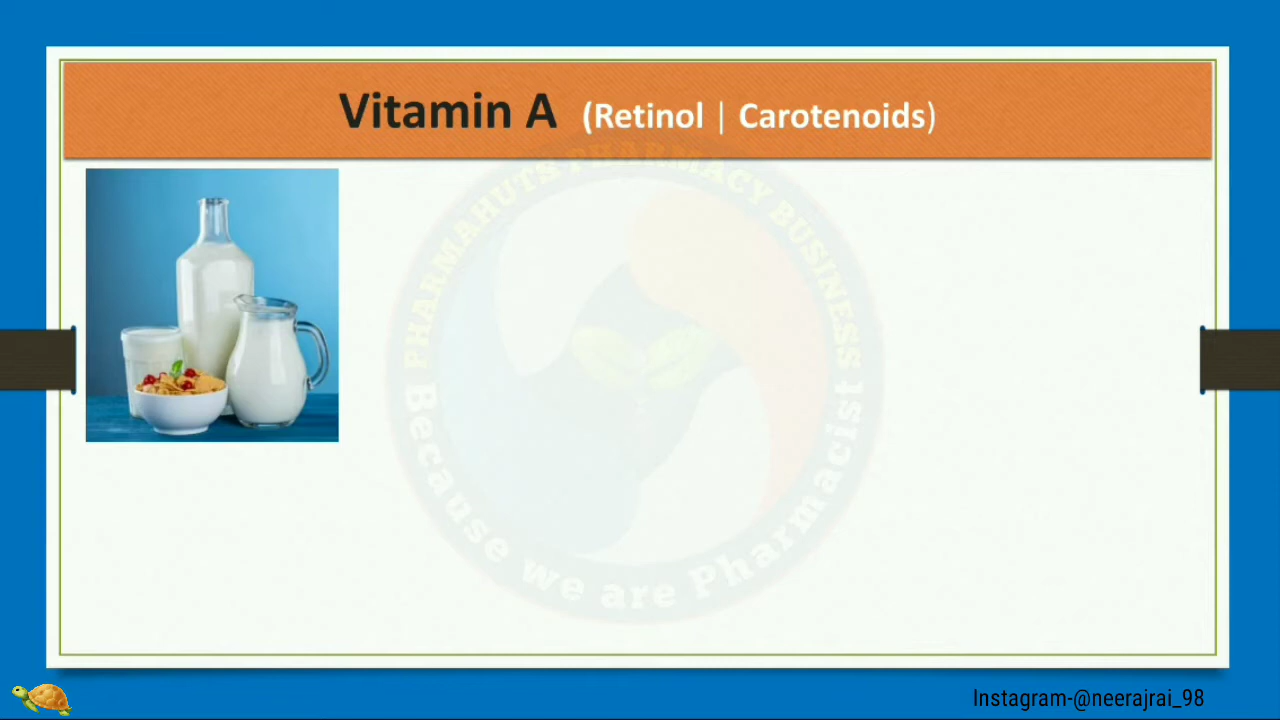 Vitamin A (Retinol | Carotenoids)
PHARMAHUTS PHARMACY BUSINESS
Because we are Pharmacist
Instagram-@neerajrai_98